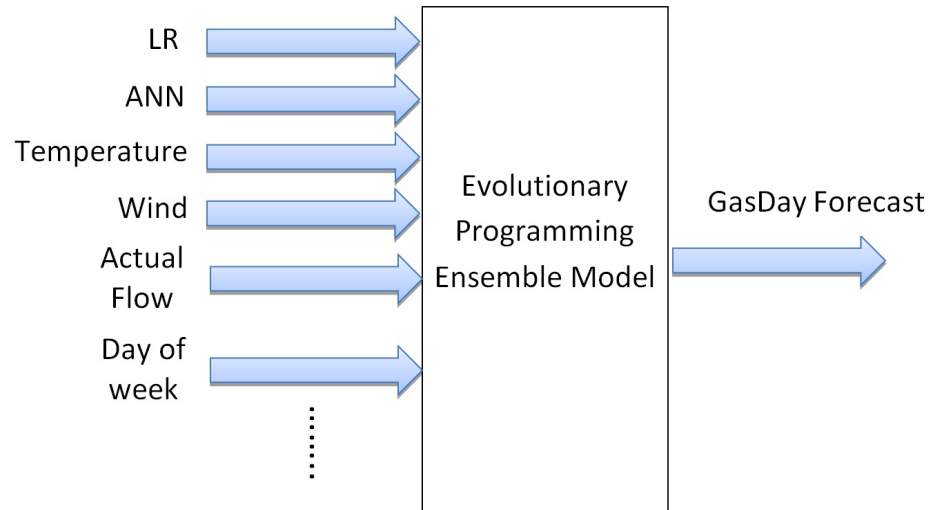 LR
ANN
Temperature
Wind
Actual
Flow
Day of
week
Evolutionary
Programming
Ensemble Model
GasDay Forecast